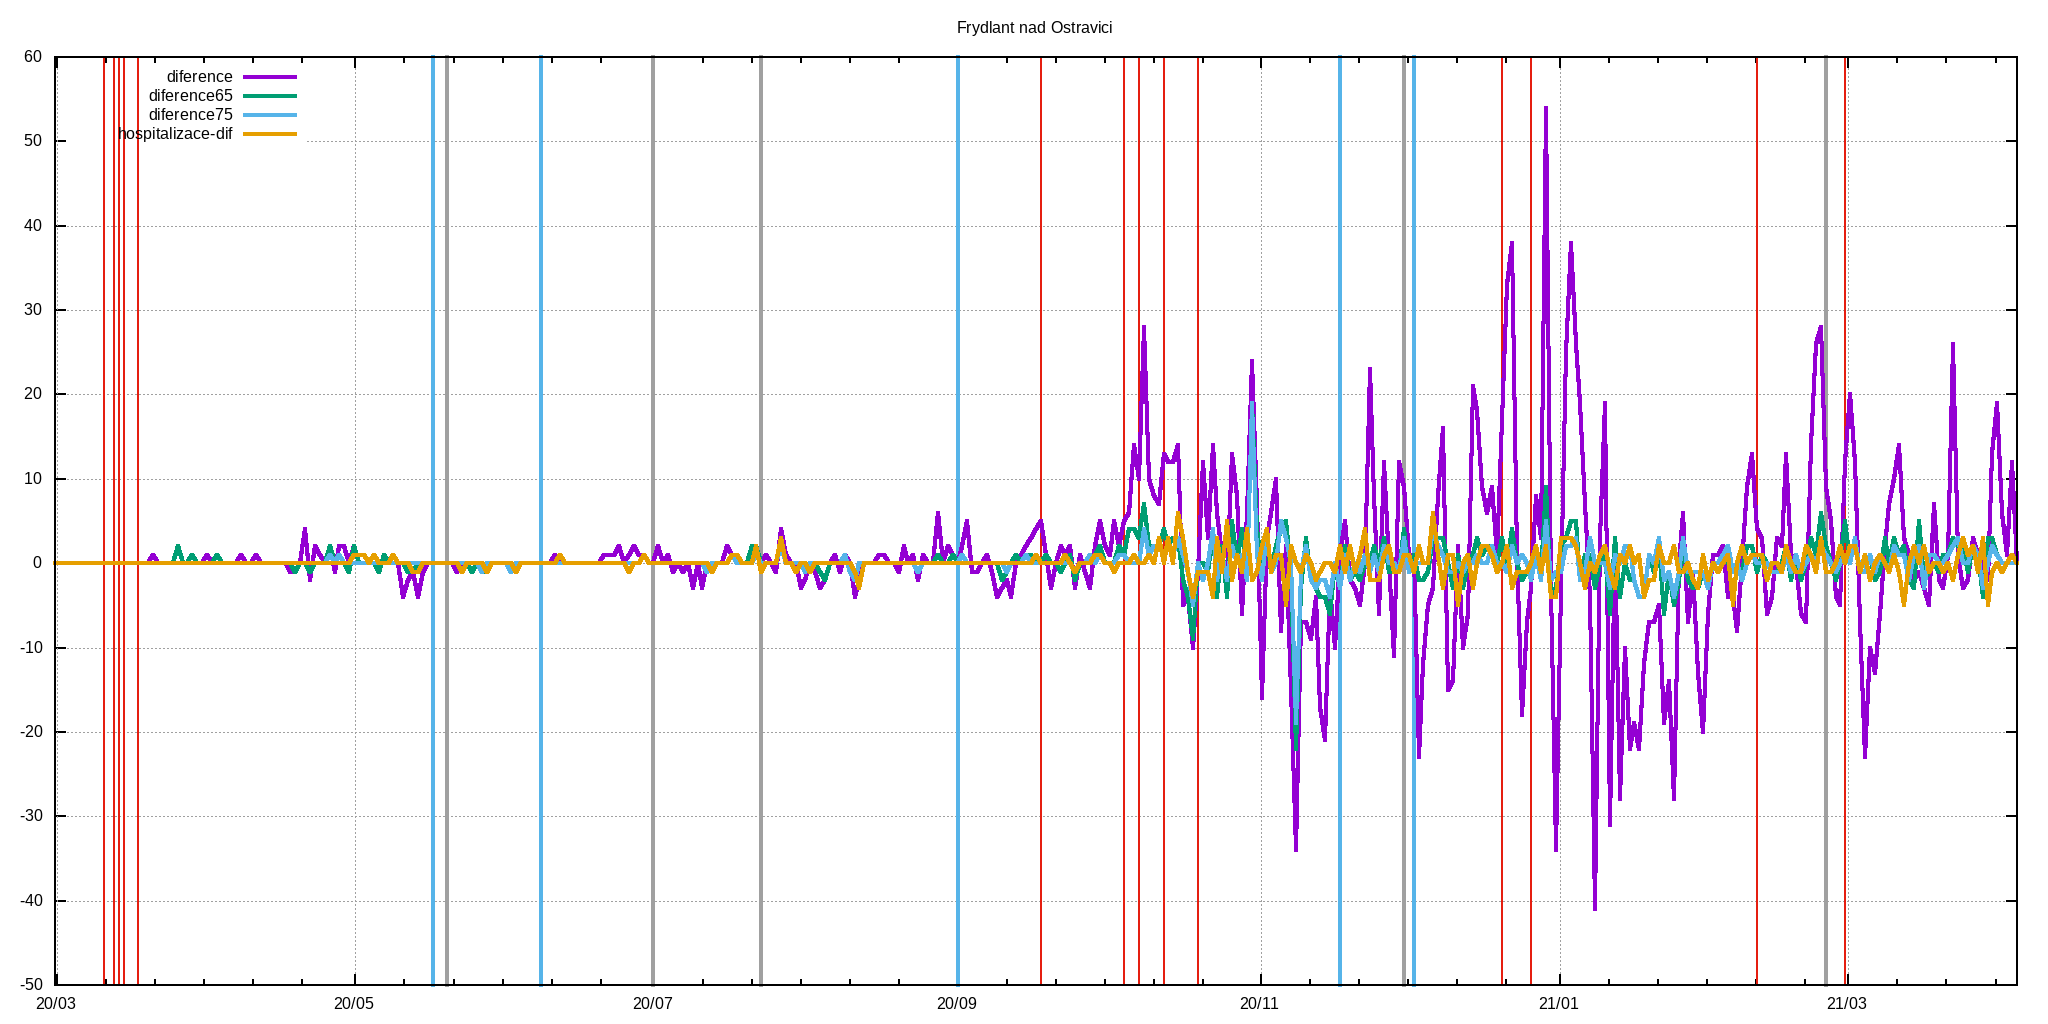 Frydlant nad Ostravici
60
diference
diference65
diference75
hospitalizace-dif
50
40
30
20
10
0
-10
-20
-30
-40
-50
20/03 20/05 20/07 20/09 20/11 21/01 21/03